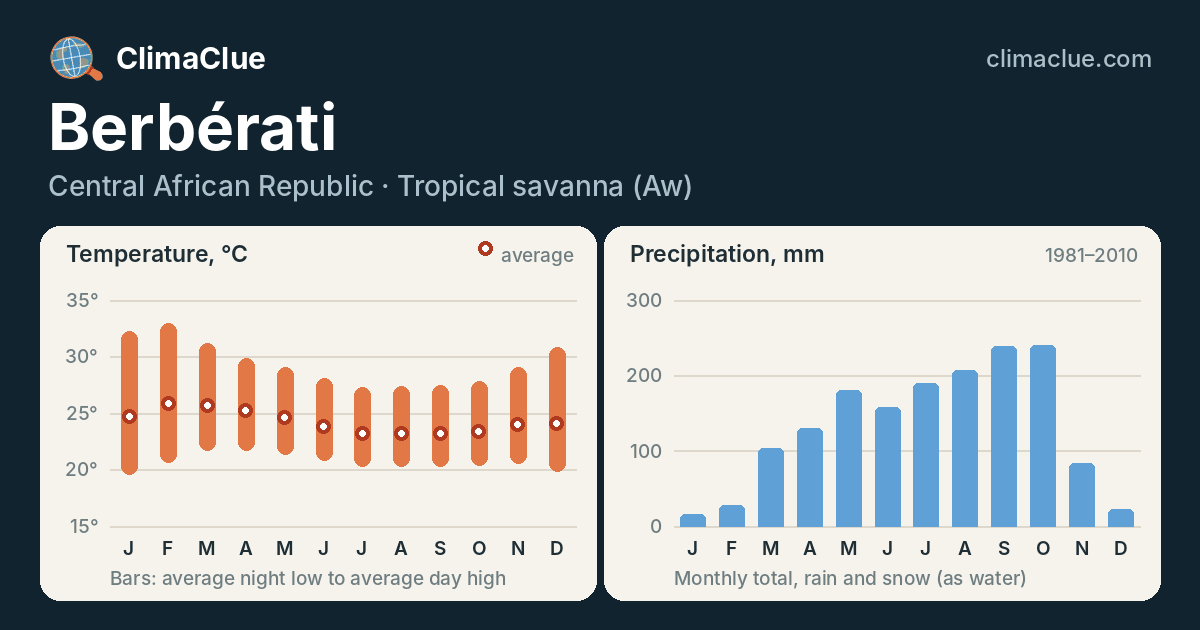 ClimaClue
climaclue.com
Berbérati
Central African Republic · Tropical savanna (Aw)
Temperature, °C
average
35°
30°
25°
20°
15°
J F M A M J J A S O N D
Bars: average night low to average day high
Precipitation, mm
1981–2010
300
200
100
0
J F M A M J J A S O N D
Monthly total, rain and snow (as water)